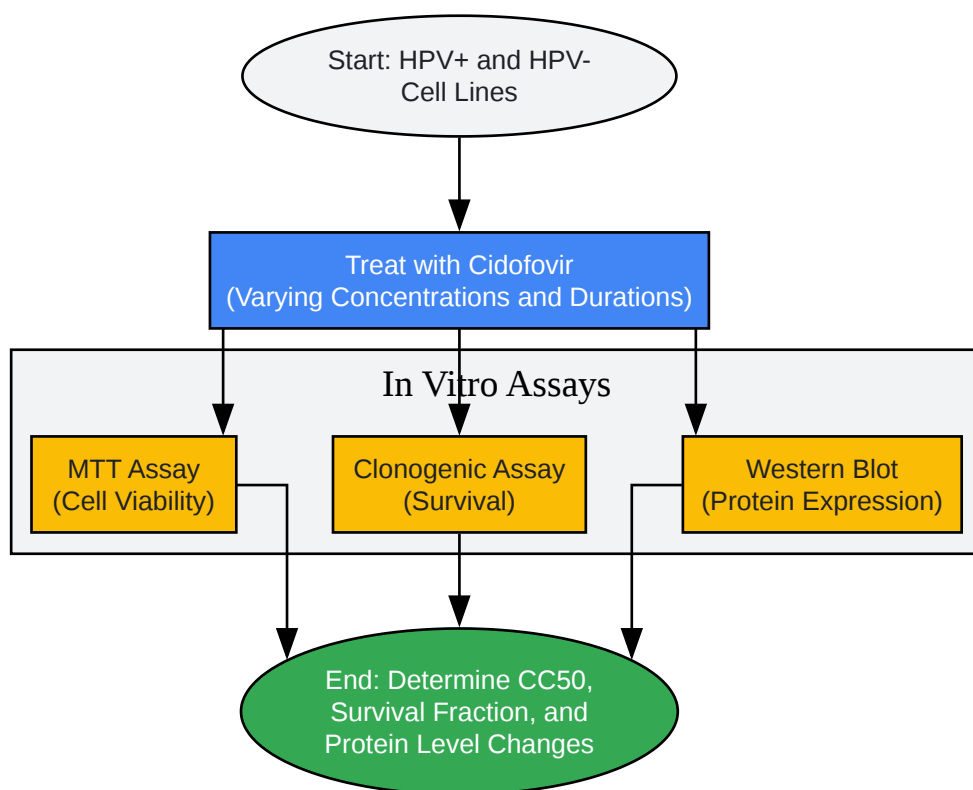 Start: HPV+ and HPV-
Cell Lines
Treat with Cidofovir
(Varying Concentrations and Durations)
In Vitro Assays
MTT Assay
(Cell Viability)
Clonogenic Assay
(Survival)
Western Blot
(Protein Expression)
End: Determine CC50,
Survival Fraction, and
Protein Level Changes